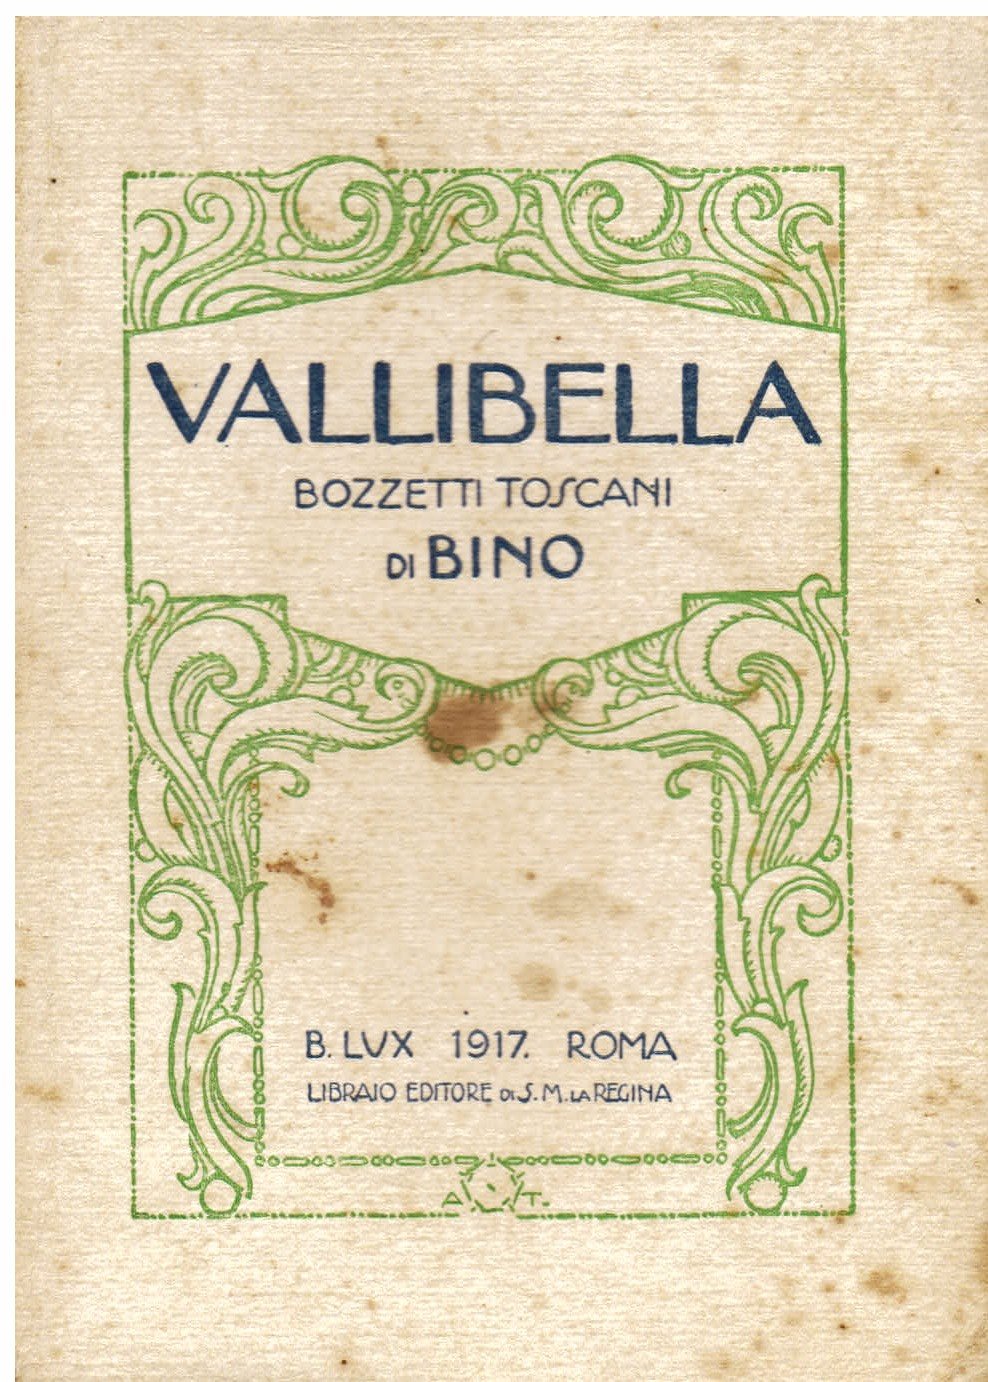 VALLIBELLA
BOZZETTI TOSCANI
DI BINO
B. LUX 1917. ROMA
LIBRAIO EDITORE DI S. M. LA REGINA
A T.